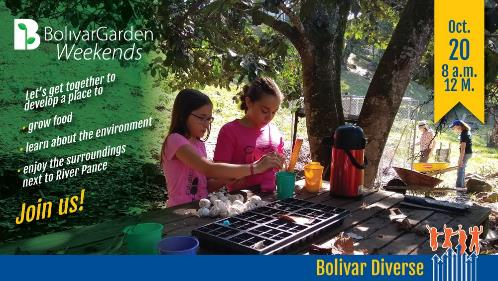 BolivarGarden
Weekends
Let's get together to
develop a place to
• grow food
• learn about the environment
• enjoy the surroundings
next to River Pance
Join us!
Oct.
20
8 a.m.
12 M.
Bolivar Diverse